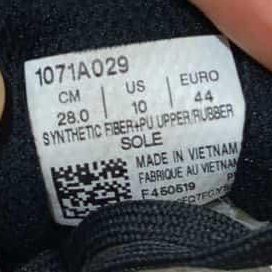 1071A029
CM US EURO
28.0 10 44
SYNTHETIC FIBER+PU UPPER/RUBBER
SOLE
MADE IN VIETNAM
FABRIQUE AU VIETNAM
F450519